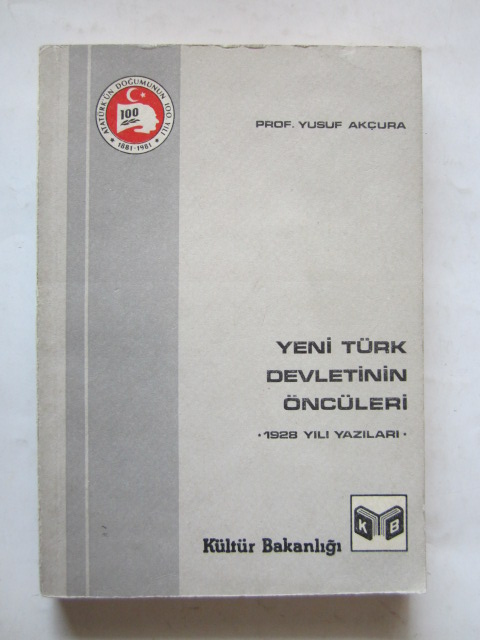 ATATÜRK'ÜN DOĞUMUNUN 100. YILI
100
★ 1881-1981 ★
PROF. YUSUF AKÇURA
YENİ TÜRK
DEVLETİNİN
ÖNCÜLERİ
• 1928 YILI YAZILARI •
K B
Kültür Bakanlığı